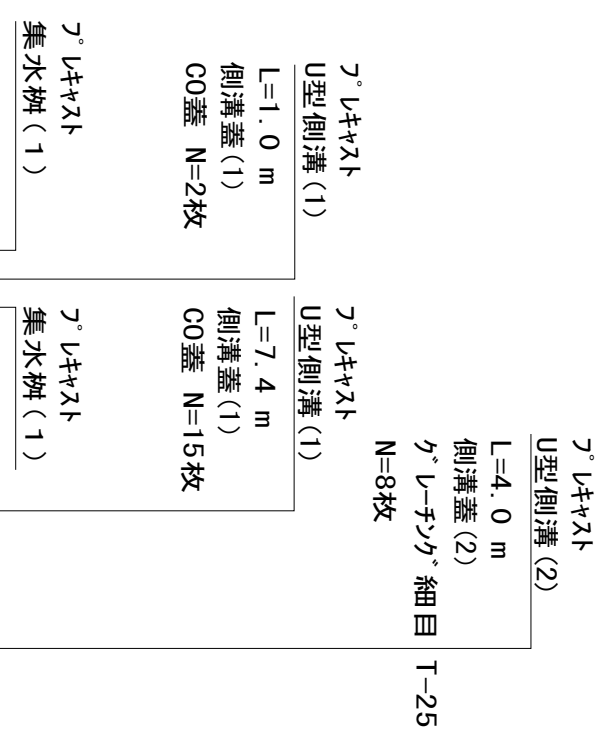 プレキャスト
U型側溝(2)
L=4.0 m
側溝蓋(2)
グレーチング細目 T-25
N=8枚
プレキャスト
U型側溝(1)
L=1.0 m
側溝蓋(1)
CO蓋 N=2枚
プレキャスト
U型側溝(1)
L=7.4 m
側溝蓋(1)
CO蓋 N=15枚
プレキャスト
集水桝(1)
プレキャスト
集水桝(1)